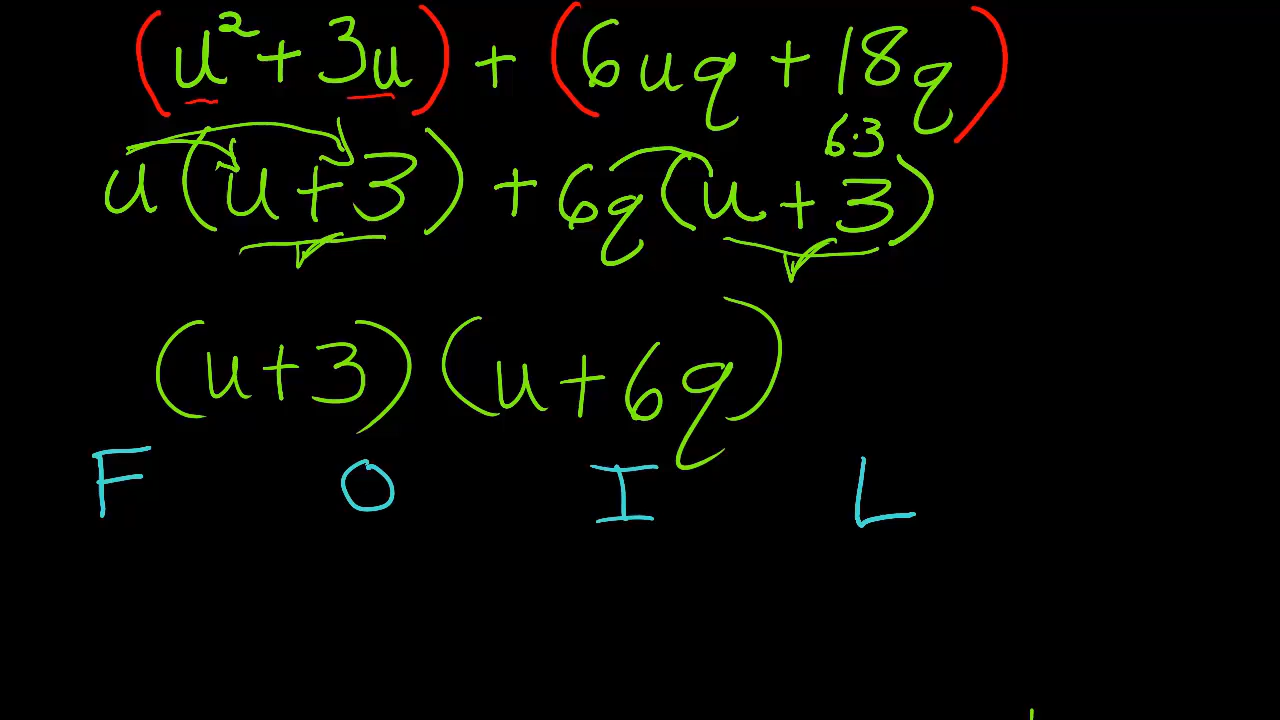 (u² + 3u) + (6uq + 18q)
6·3
u(u+3) + 6q(u+3)
(u+3)(u+6q)
F O I L